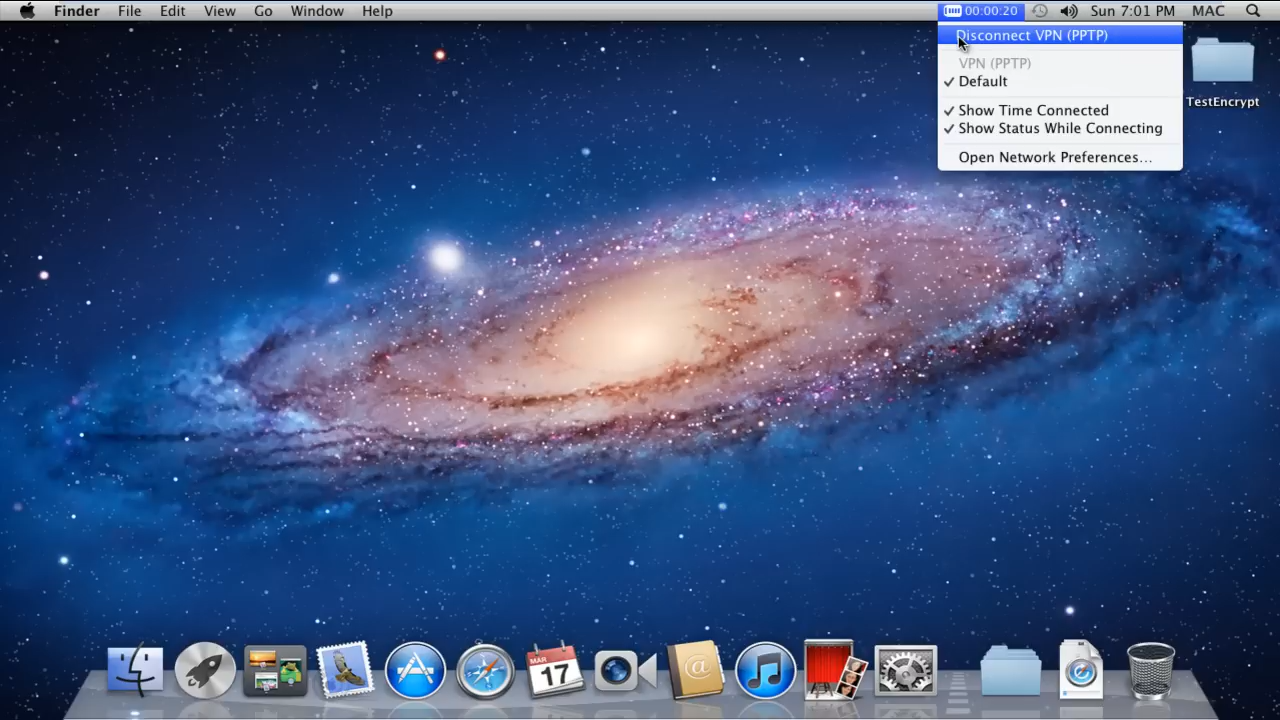 Finder File Edit View Go Window Help 00:00:20 Sun 7:01 PM MAC
Disconnect VPN (PPTP)
VPN (PPTP)
✓ Default
✓ Show Time Connected
✓ Show Status While Connecting
Open Network Preferences…
TestEncrypt
MAR
17
@